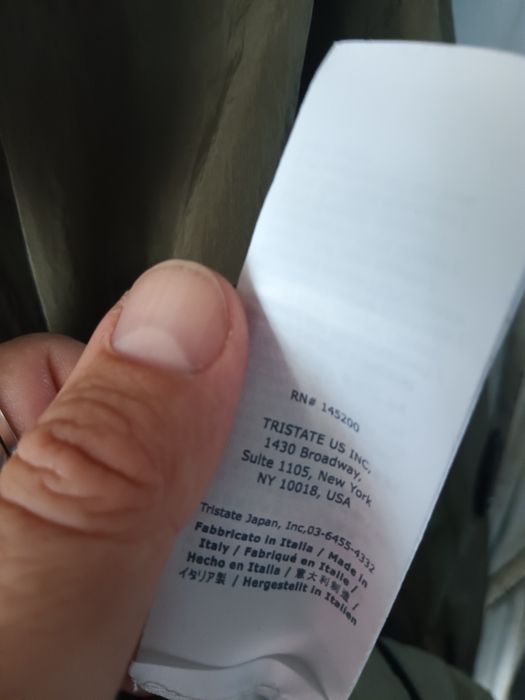 RN# 145200
TRISTATE US INC,
1430 Broadway,
Suite 1105, New York
NY 10018, USA
Tristate Japan, Inc,03-6455-4332
Fabbricato in Italia / Made in
Italy / Fabriqué en Italie /
Hecho en Italia / 意大利制造 /
イタリア製 / Hergestellt in Italien